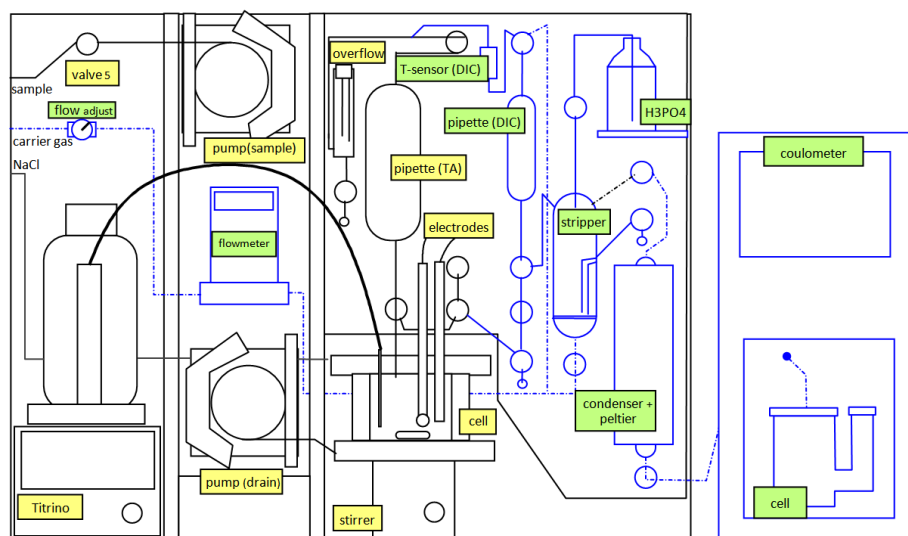 overflow
T-sensor (DIC)
valve 5
sample
flow adjust
carrier gas
NaCl
pump(sample)
pipette (TA)
pipette (DIC)
H3PO4
coulometer
flowmeter
electrodes
stripper
condenser +
peltier
cell
pump (drain)
Titrino
stirrer
cell